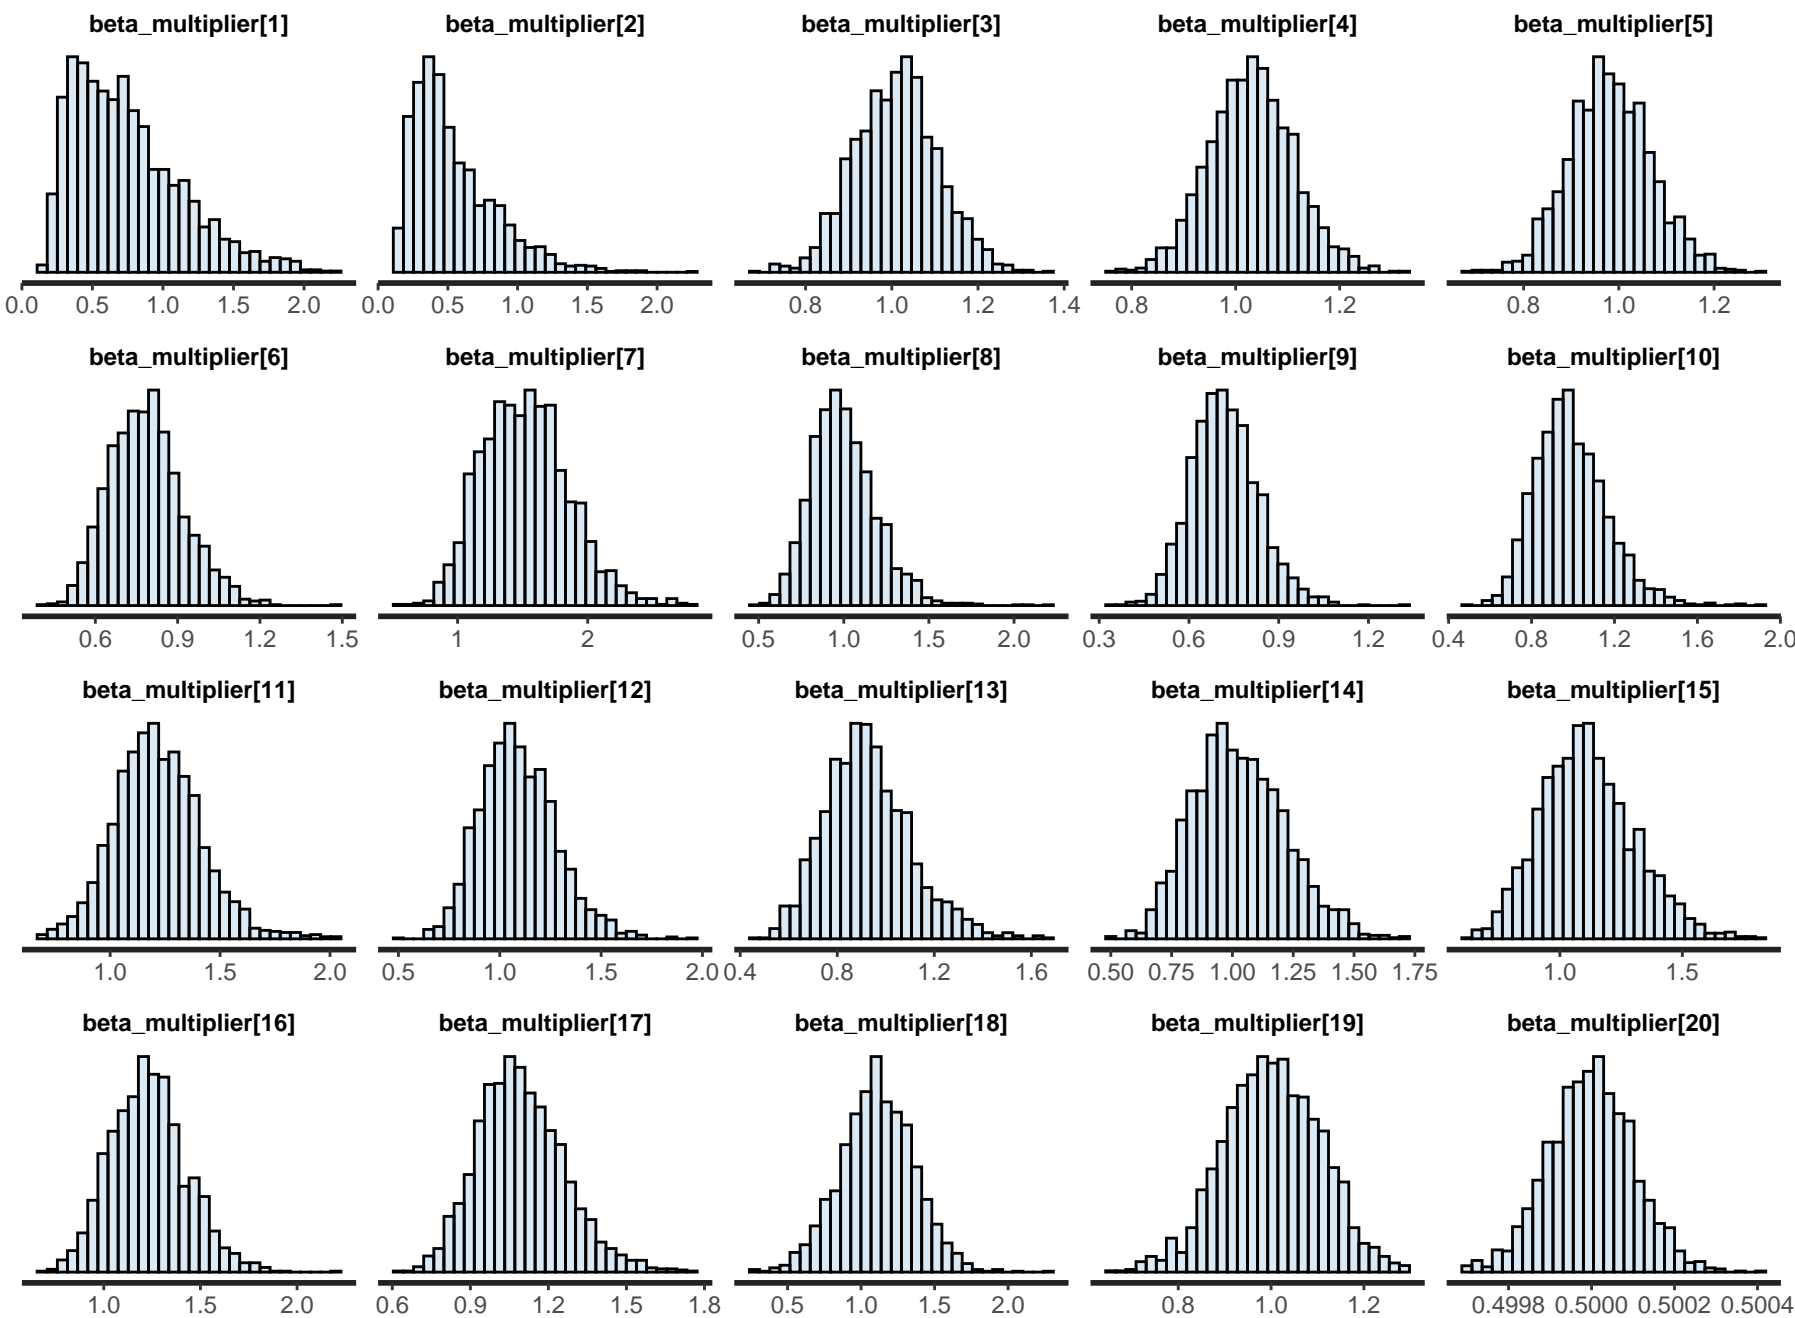 beta_multiplier[1] beta_multiplier[2] beta_multiplier[3] beta_multiplier[4] beta_multiplier[5]
0.0 0.5 1.0 1.5 2.0 0.0 0.5 1.0 1.5 2.0 0.8 1.0 1.2 1.4 0.8 1.0 1.2 0.8 1.0 1.2
beta_multiplier[6] beta_multiplier[7] beta_multiplier[8] beta_multiplier[9] beta_multiplier[10]
0.6 0.9 1.2 1.5 1 2 0.5 1.0 1.5 2.0 0.3 0.6 0.9 1.2 0.4 0.8 1.2 1.6 2.0
beta_multiplier[11] beta_multiplier[12] beta_multiplier[13] beta_multiplier[14] beta_multiplier[15]
1.0 1.5 2.0 0.5 1.0 1.5 2.0 0.4 0.8 1.2 1.6 0.50 0.75 1.00 1.25 1.50 1.75 1.0 1.5
beta_multiplier[16] beta_multiplier[17] beta_multiplier[18] beta_multiplier[19] beta_multiplier[20]
1.0 1.5 2.0 0.6 0.9 1.2 1.5 1.8 0.5 1.0 1.5 2.0 0.8 1.0 1.2 0.4998 0.5000 0.5002 0.5004